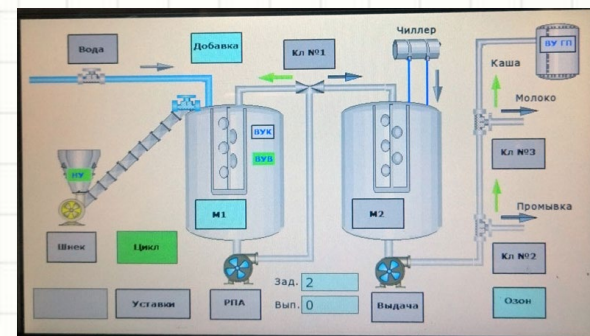 Вода
Добавка
Кл №1
Чиллер
ВУ ГП
Каша
Молоко
ВУК
ВУВ
Кл №3
НУ
М1
М2
Промывка
Шнек
Цикл
Кл №2
Зад. 2
Уставки
РПА
Вып. 0
Выдача
Озон